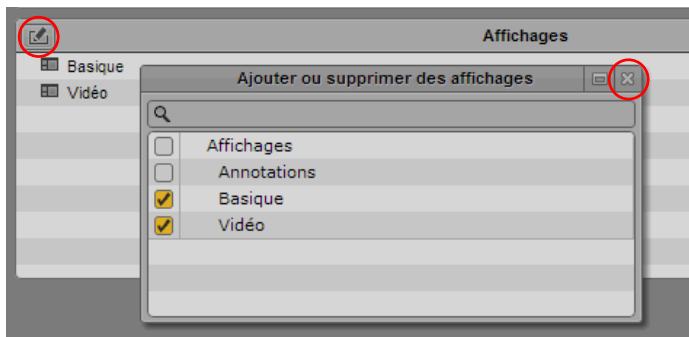 Affichages
Basique
Vidéo
Ajouter ou supprimer des affichages
Affichages
Annotations
Basique
Vidéo